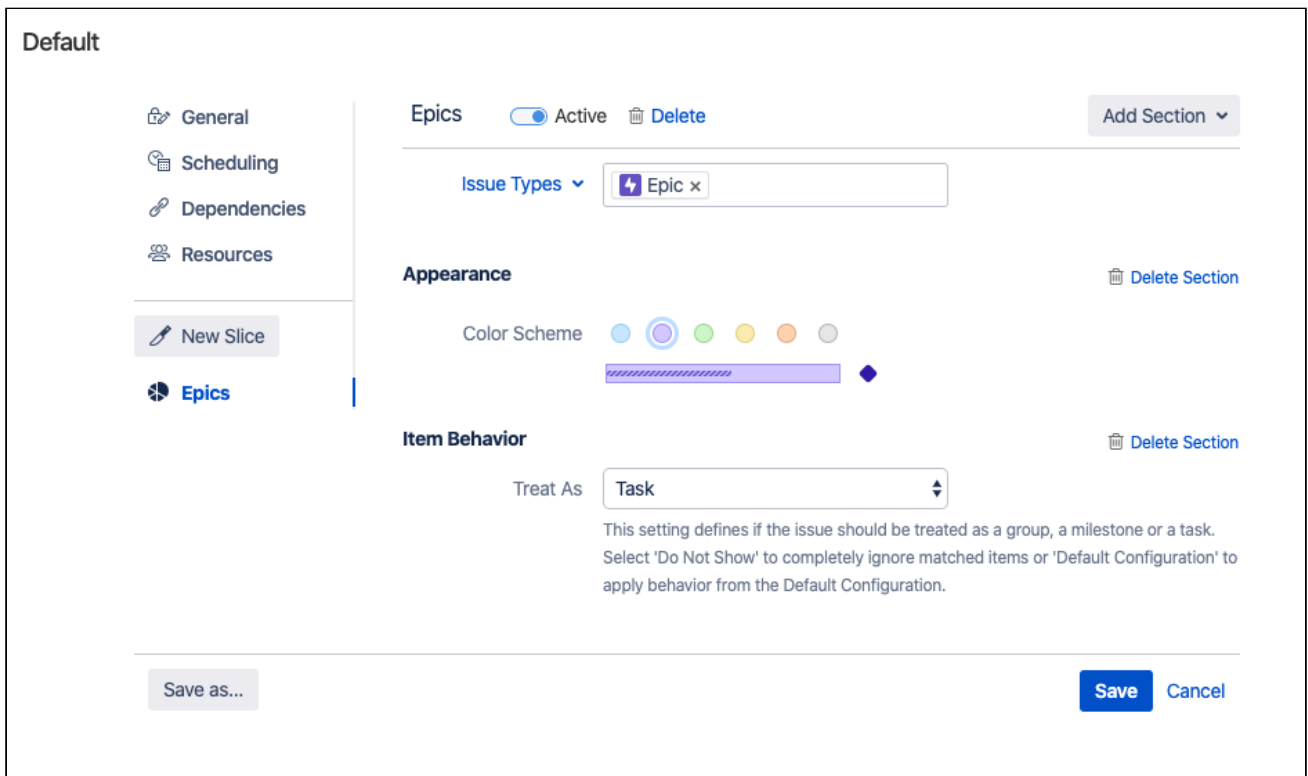 Default
General
Scheduling
Dependencies
Resources
New Slice
Epics
Epics Active Delete Add Section
Issue Types Epic ×
Appearance Delete Section
Color Scheme
Item Behavior Delete Section
Treat As Task
This setting defines if the issue should be treated as a group, a milestone or a task.
Select 'Do Not Show' to completely ignore matched items or 'Default Configuration' to
apply behavior from the Default Configuration.
Save as... Save Cancel